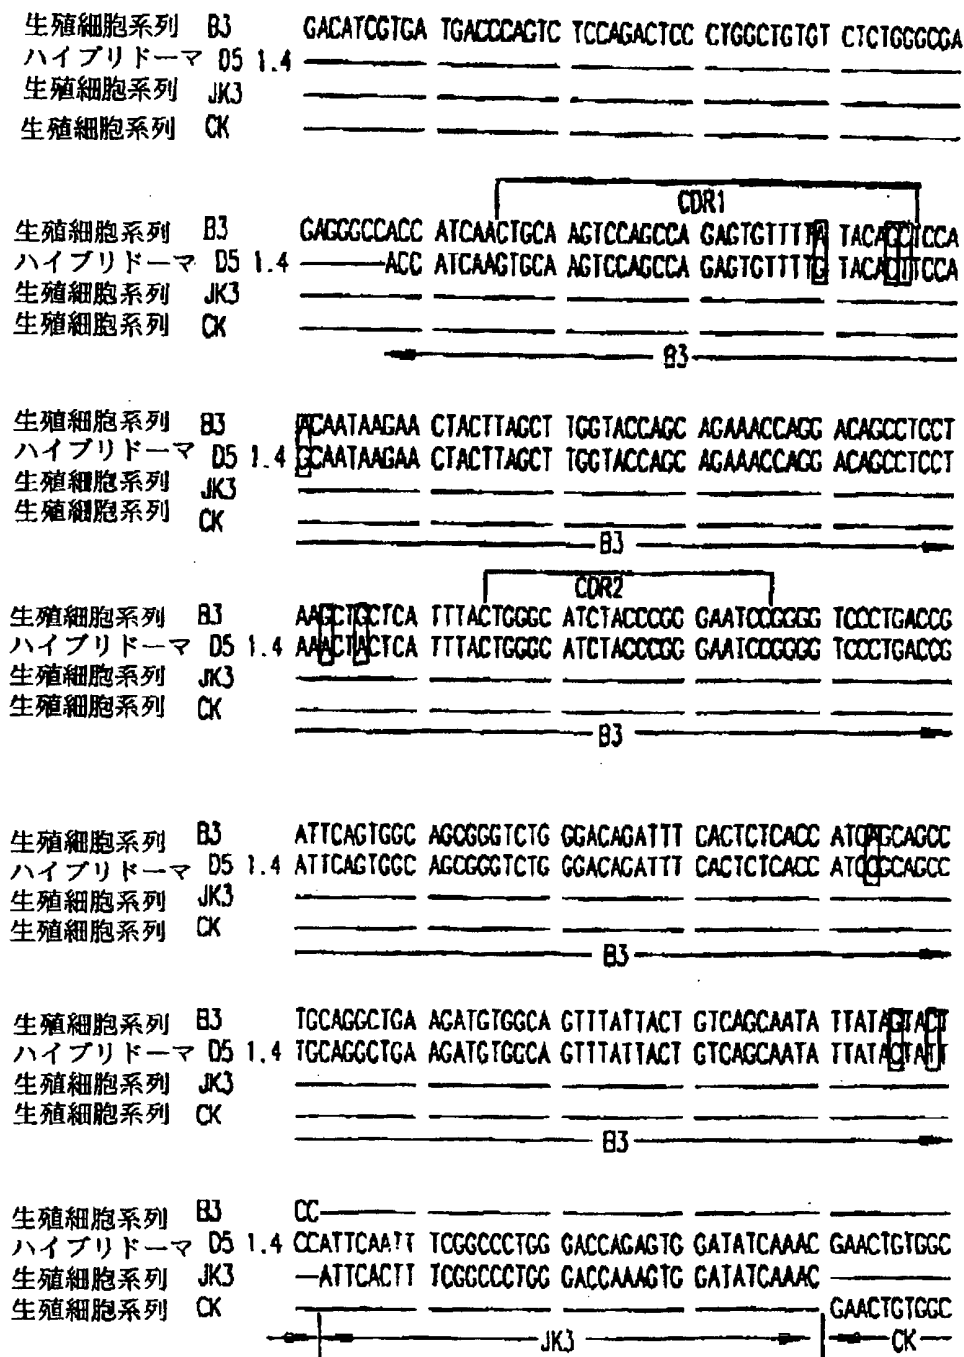 生殖細胞系列 B3 GACATCGTGA TGACCCAGTC TCCAGACTCC CTGGCTGTGT CTCTGGGCGA
ハイブリドーマ D5 1.4
生殖細胞系列 JK3
生殖細胞系列 CK
CDR1
生殖細胞系列 B3 GAGGGCCACC ATCAACTGCA AGTCCAGCCA GAGTGTTTTA TACAGCTCCA
ハイブリドーマ D5 1.4 ACC ATCAAGTGCA AGTCCAGCCA GAGTGTTTTG TACACTTCCA
生殖細胞系列 JK3
生殖細胞系列 CK
B3
生殖細胞系列 B3 ACAATAAGAA CTACTTAGCT TGGTACCAGC AGAAACCAGG ACAGCCTCCT
ハイブリドーマ D5 1.4 GCAATAAGAA CTACTTAGCT TGGTACCAGC AGAAACCAGG ACAGCCTCCT
生殖細胞系列 JK3
生殖細胞系列 CK
B3
CDR2
生殖細胞系列 B3 AAGCTGCTCA TTTACTGGGC ATCTACCCGG GAATCCGGGG TCCCTGACCG
ハイブリドーマ D5 1.4 AAACTACTCA TTTACTGGGC ATCTACCCGG GAATCCGGGG TCCCTGACCG
生殖細胞系列 JK3
生殖細胞系列 CK
B3
生殖細胞系列 B3 ATTCAGTGGC AGCGGGTCTG GGACAGATTT CACTCTCACC ATCAGCAGCC
ハイブリドーマ D5 1.4 ATTCAGTGGC AGCGGGTCTG GGACAGATTT CACTCTCACC ATCCGCAGCC
生殖細胞系列 JK3
生殖細胞系列 CK
B3
生殖細胞系列 B3 TGCAGGCTGA AGATGTGGCA GTTTATTACT GTCAGCAATA TTATAGTACT
ハイブリドーマ D5 1.4 TGCAGGCTGA AGATGTGGCA GTTTATTACT GTCAGCAATA TTATACTATT
生殖細胞系列 JK3
生殖細胞系列 CK
B3
生殖細胞系列 B3 CC
ハイブリドーマ D5 1.4 CCATTCAATT TCGGCCCTGG GACCAGAGTG GATATCAAAC GAACTGTGGC
生殖細胞系列 JK3 ATTCACTT TCGGCCCTGG GACCAAAGTG GATATCAAAC
生殖細胞系列 CK GAACTGTGGC
JK3 CK